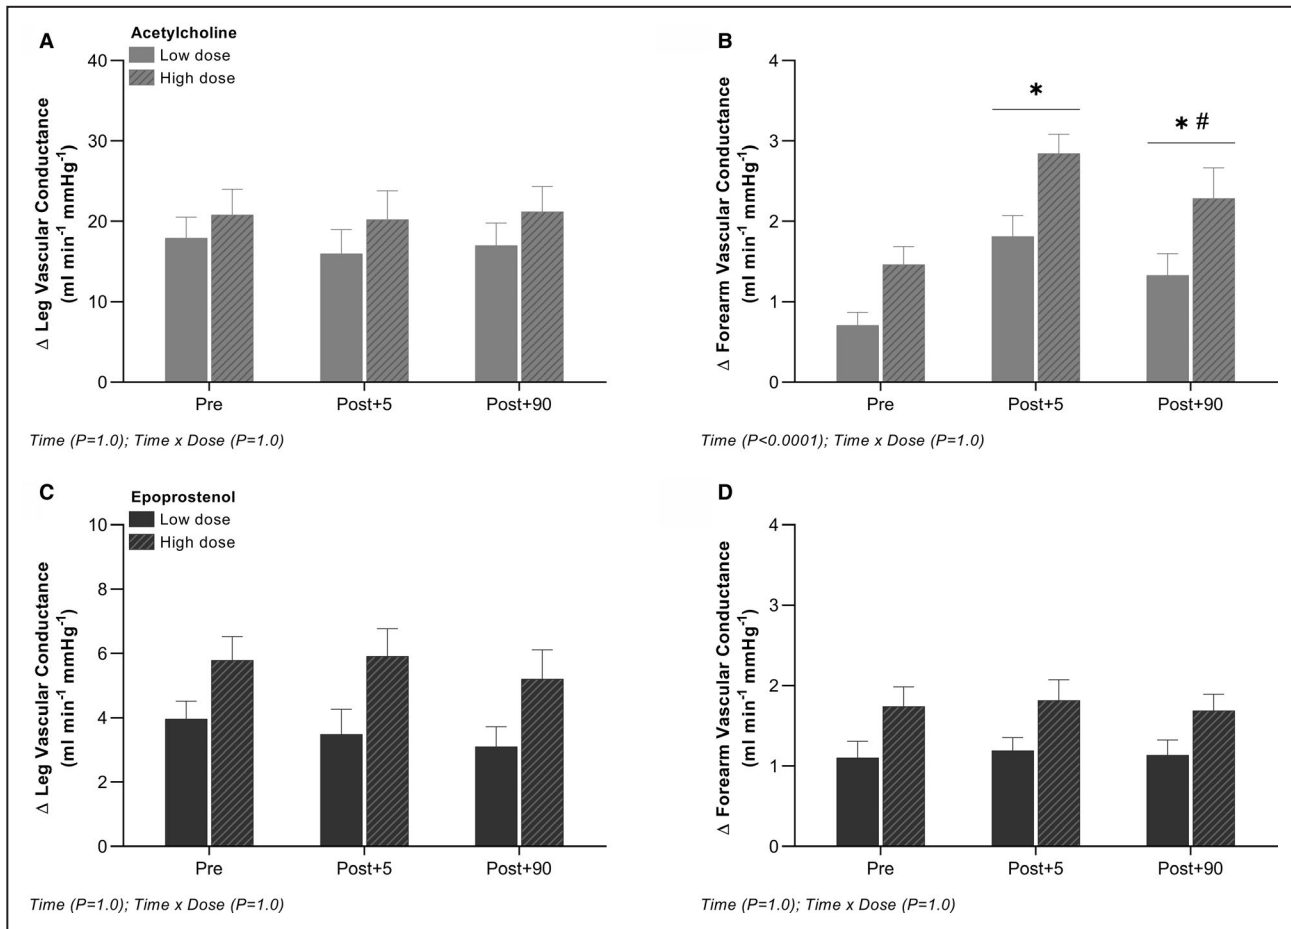 A
Acetylcholine
Low dose
High dose
Δ Leg Vascular Conductance
(ml min⁻¹ mmHg⁻¹)
40
30
20
10
0
Pre
Post+5
Post+90
Time (P=1.0); Time x Dose (P=1.0)
B
Δ Forearm Vascular Conductance
(ml min⁻¹ mmHg⁻¹)
4
3
2
1
0
*
* #
Pre
Post+5
Post+90
Time (P<0.0001); Time x Dose (P=1.0)
C
Epoprostenol
Low dose
High dose
Δ Leg Vascular Conductance
(ml min⁻¹ mmHg⁻¹)
10
8
6
4
2
0
Pre
Post+5
Post+90
Time (P=1.0); Time x Dose (P=1.0)
D
Δ Forearm Vascular Conductance
(ml min⁻¹ mmHg⁻¹)
4
3
2
1
0
Pre
Post+5
Post+90
Time (P=1.0); Time x Dose (P=1.0)